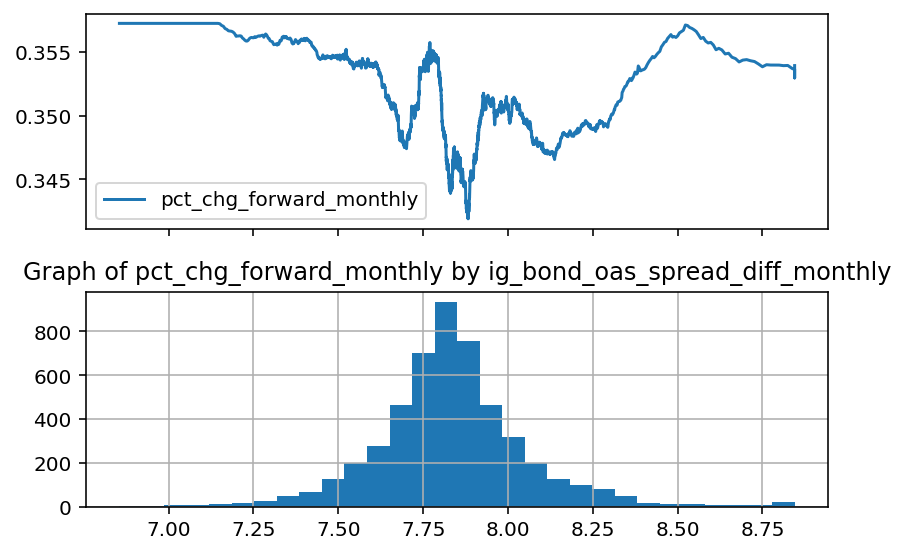 0.355
0.350
0.345
pct_chg_forward_monthly
Graph of pct_chg_forward_monthly by ig_bond_oas_spread_diff_monthly
800
600
400
200
0
7.00 7.25 7.50 7.75 8.00 8.25 8.50 8.75